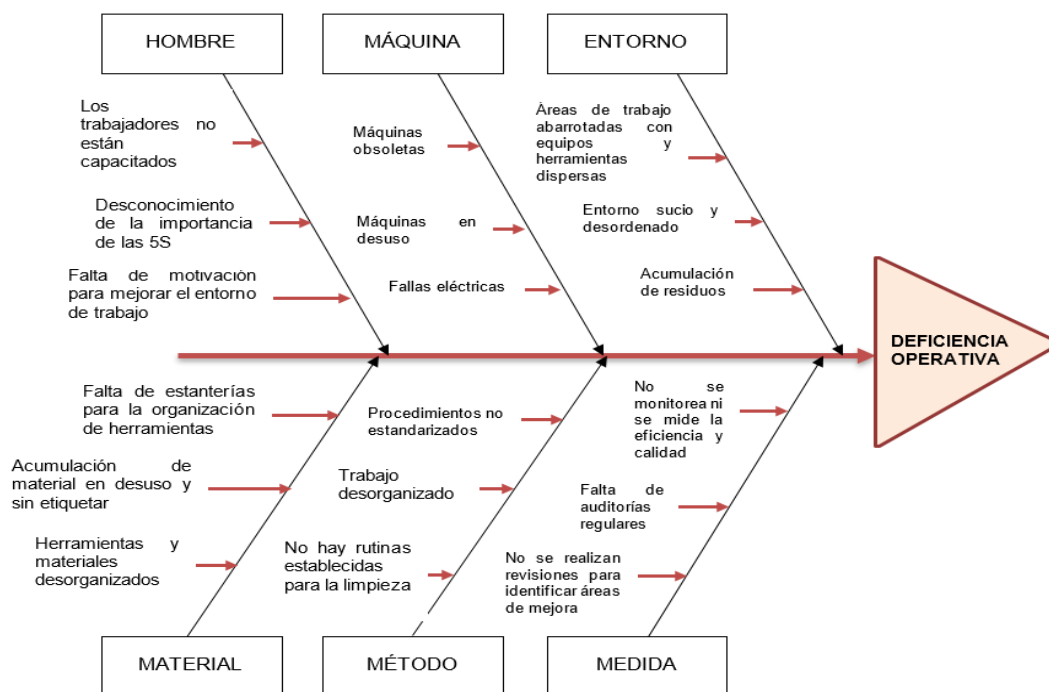 HOMBRE
MÁQUINA
ENTORNO
Los
trabajadores no
están
capacitados
Desconocimiento
de la importancia
de las 5S
Falta de motivación
para mejorar el entorno
de trabajo
Máquinas
obsoletas
Máquinas en
desuso
Fallas eléctricas
Áreas de trabajo
abarrotadas con
equipos y
herramientas
dispersas
Entorno sucio y
desordenado
Acumulación
de residuos
DEFICIENCIA
OPERATIVA
Falta de estanterías
para la organización
de herramientas
Acumulación de
material en desuso y
sin etiquetar
Herramientas y
materiales
desorganizados
Procedimientos no
estandarizados
Trabajo
desorganizado
No hay rutinas
establecidas
para la limpieza
No se
monitorea ni
se mide la
eficiencia y
calidad
Falta de
auditorías
regulares
No se realizan
revisiones para
identificar áreas
de mejora
MATERIAL
MÉTODO
MEDIDA